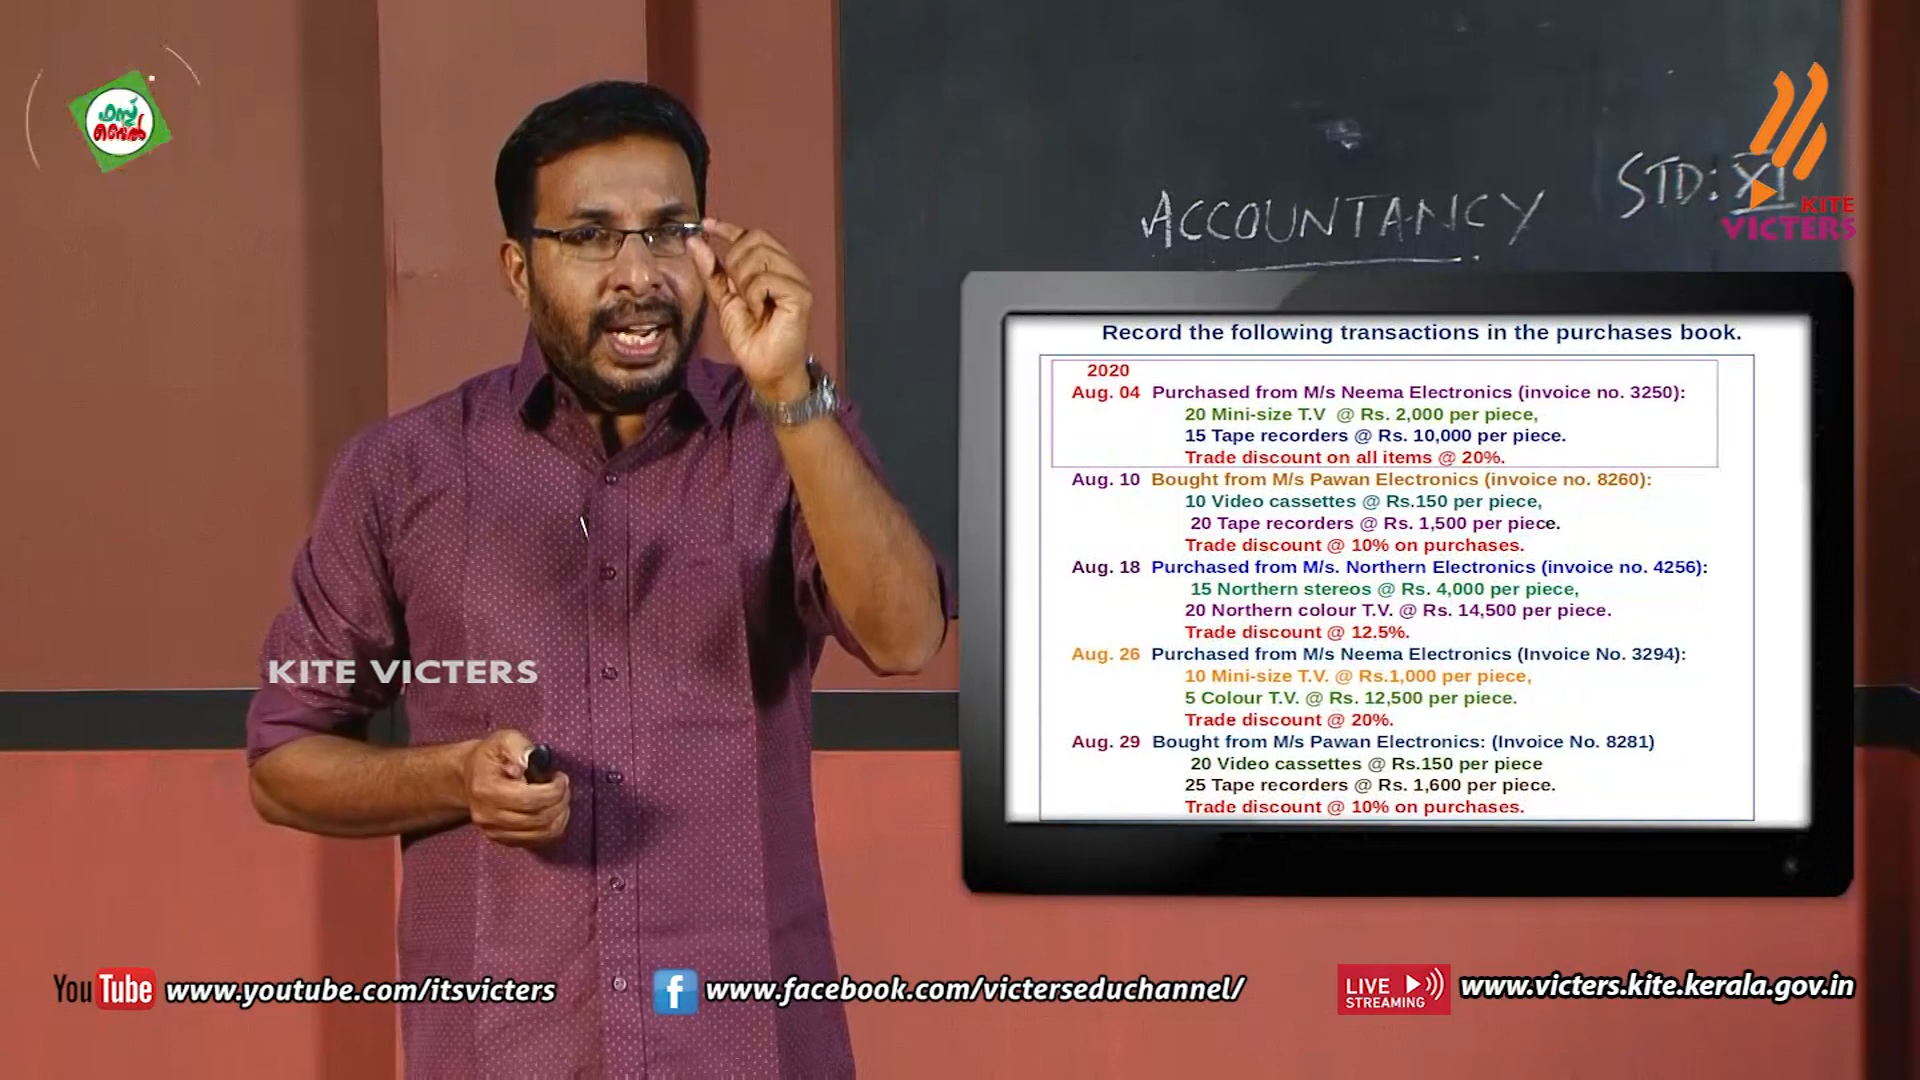 ഫസ്റ്റ്
ബെൽ
ACCOUNTANCY
STD: XI
KITE
VICTERS
Record the following transactions in the purchases book.
2020
Aug. 04 Purchased from M/s Neema Electronics (invoice no. 3250):
20 Mini-size T.V @ Rs. 2,000 per piece,
15 Tape recorders @ Rs. 10,000 per piece.
Trade discount on all items @ 20%.
Aug. 10 Bought from M/s Pawan Electronics (invoice no. 8260):
10 Video cassettes @ Rs.150 per piece,
20 Tape recorders @ Rs. 1,500 per piece.
Trade discount @ 10% on purchases.
Aug. 18 Purchased from M/s. Northern Electronics (invoice no. 4256):
15 Northern stereos @ Rs. 4,000 per piece,
20 Northern colour T.V. @ Rs. 14,500 per piece.
Trade discount @ 12.5%.
Aug. 26 Purchased from M/s Neema Electronics (Invoice No. 3294):
10 Mini-size T.V. @ Rs.1,000 per piece,
5 Colour T.V. @ Rs. 12,500 per piece.
Trade discount @ 20%.
Aug. 29 Bought from M/s Pawan Electronics: (Invoice No. 8281)
20 Video cassettes @ Rs.150 per piece
25 Tape recorders @ Rs. 1,600 per piece.
Trade discount @ 10% on purchases.
KITE VICTERS
YouTube www.youtube.com/itsvicters
f www.facebook.com/victerseduchannel/
LIVE STREAMING www.victers.kite.kerala.gov.in